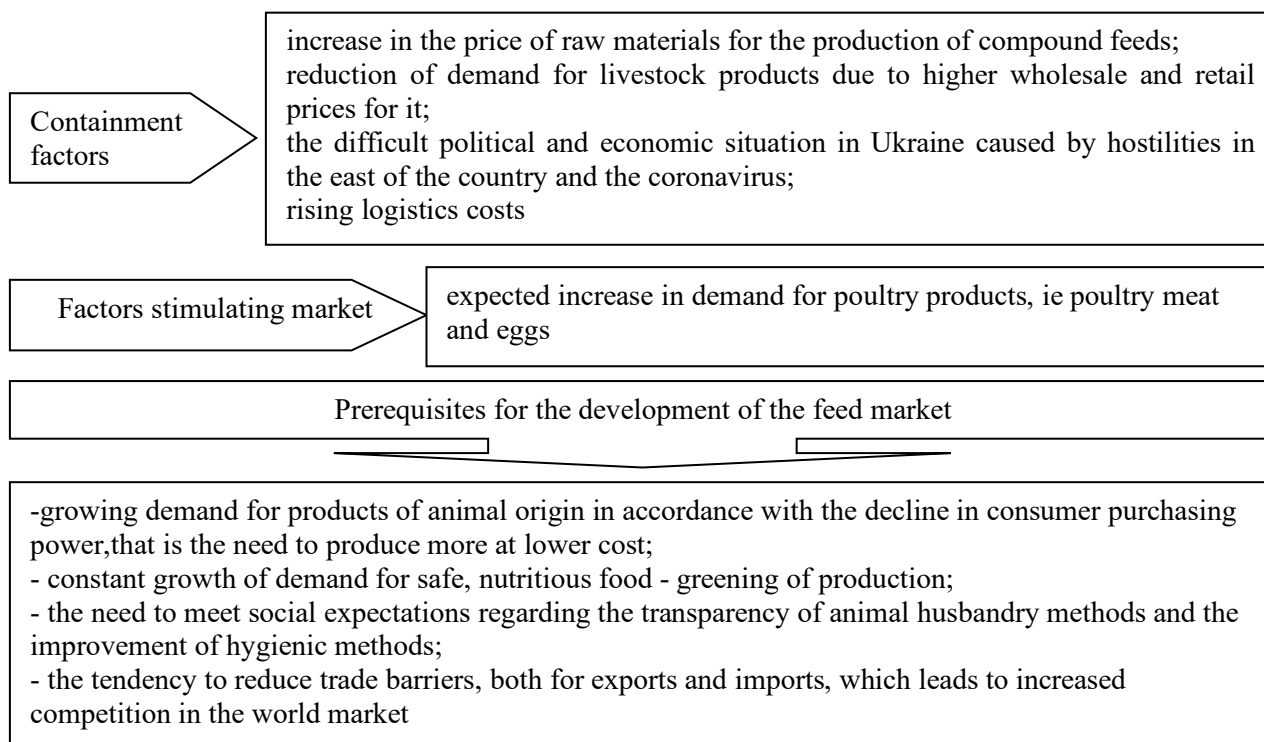 Containment
factors
increase in the price of raw materials for the production of compound feeds;
reduction of demand for livestock products due to higher wholesale and retail
prices for it;
the difficult political and economic situation in Ukraine caused by hostilities in
the east of the country and the coronavirus;
rising logistics costs
Factors stimulating market
expected increase in demand for poultry products, ie poultry meat
and eggs
Prerequisites for the development of the feed market
-growing demand for products of animal origin in accordance with the decline in consumer purchasing
power,that is the need to produce more at lower cost;
- constant growth of demand for safe, nutritious food - greening of production;
- the need to meet social expectations regarding the transparency of animal husbandry methods and the
improvement of hygienic methods;
- the tendency to reduce trade barriers, both for exports and imports, which leads to increased
competition in the world market